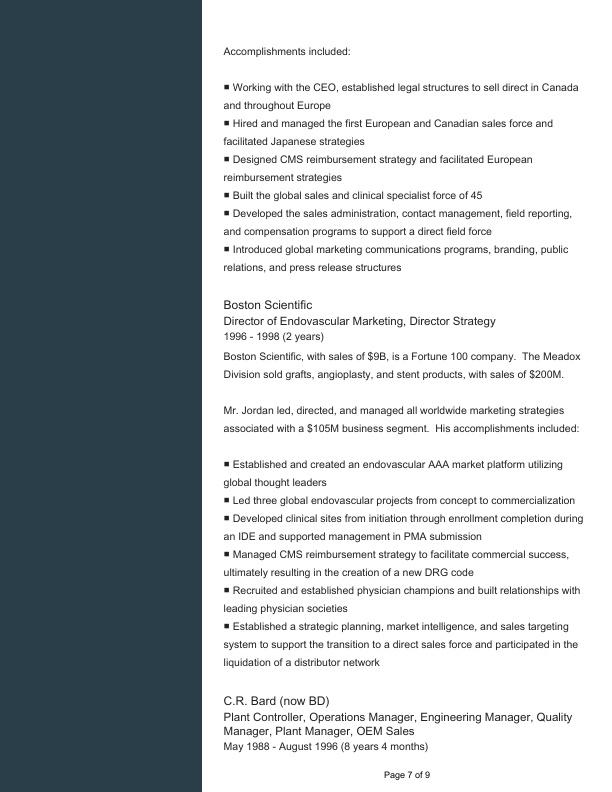 Accomplishments included:
■ Working with the CEO, established legal structures to sell direct in Canada
and throughout Europe
■ Hired and managed the first European and Canadian sales force and
facilitated Japanese strategies
■ Designed CMS reimbursement strategy and facilitated European
reimbursement strategies
■ Built the global sales and clinical specialist force of 45
■ Developed the sales administration, contact management, field reporting,
and compensation programs to support a direct field force
■ Introduced global marketing communications programs, branding, public
relations, and press release structures
Boston Scientific
Director of Endovascular Marketing, Director Strategy
1996 - 1998 (2 years)
Boston Scientific, with sales of $9B, is a Fortune 100 company.  The Meadox
Division sold grafts, angioplasty, and stent products, with sales of $200M.
Mr. Jordan led, directed, and managed all worldwide marketing strategies
associated with a $105M business segment.  His accomplishments included:
■ Established and created an endovascular AAA market platform utilizing
global thought leaders
■ Led three global endovascular projects from concept to commercialization
■ Developed clinical sites from initiation through enrollment completion during
an IDE and supported management in PMA submission
■ Managed CMS reimbursement strategy to facilitate commercial success,
ultimately resulting in the creation of a new DRG code
■ Recruited and established physician champions and built relationships with
leading physician societies
■ Established a strategic planning, market intelligence, and sales targeting
system to support the transition to a direct sales force and participated in the
liquidation of a distributor network
C.R. Bard (now BD)
Plant Controller, Operations Manager, Engineering Manager, Quality
Manager, Plant Manager, OEM Sales
May 1988 - August 1996 (8 years 4 months)
Page 7 of 9